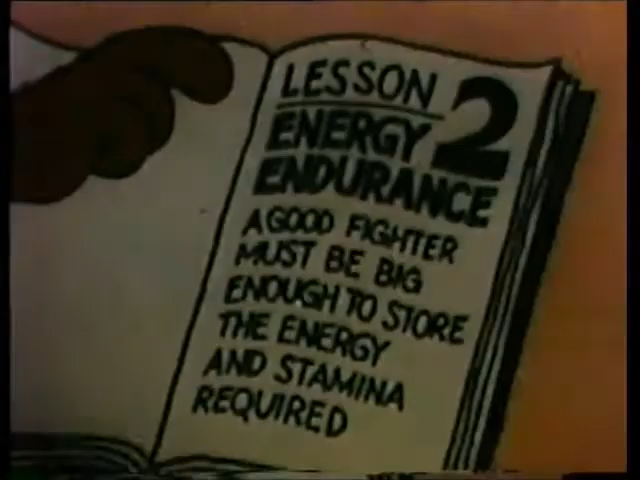 LESSON 2
ENERGY
ENDURANCE
A GOOD FIGHTER
MUST BE BIG
ENOUGH TO STORE
THE ENERGY
AND STAMINA
REQUIRED